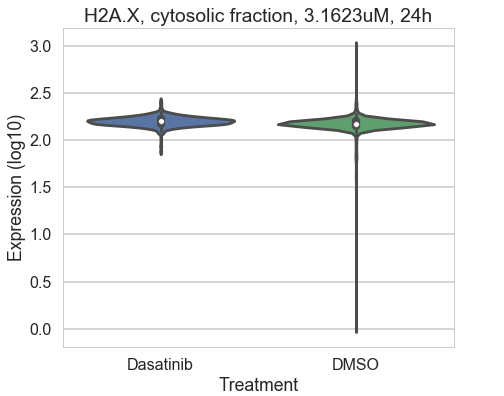 H2A.X, cytosolic fraction, 3.1623uM, 24h
3.0
2.5
2.0
1.5
1.0
0.5
0.0
Expression (log10)
Dasatinib DMSO
Treatment